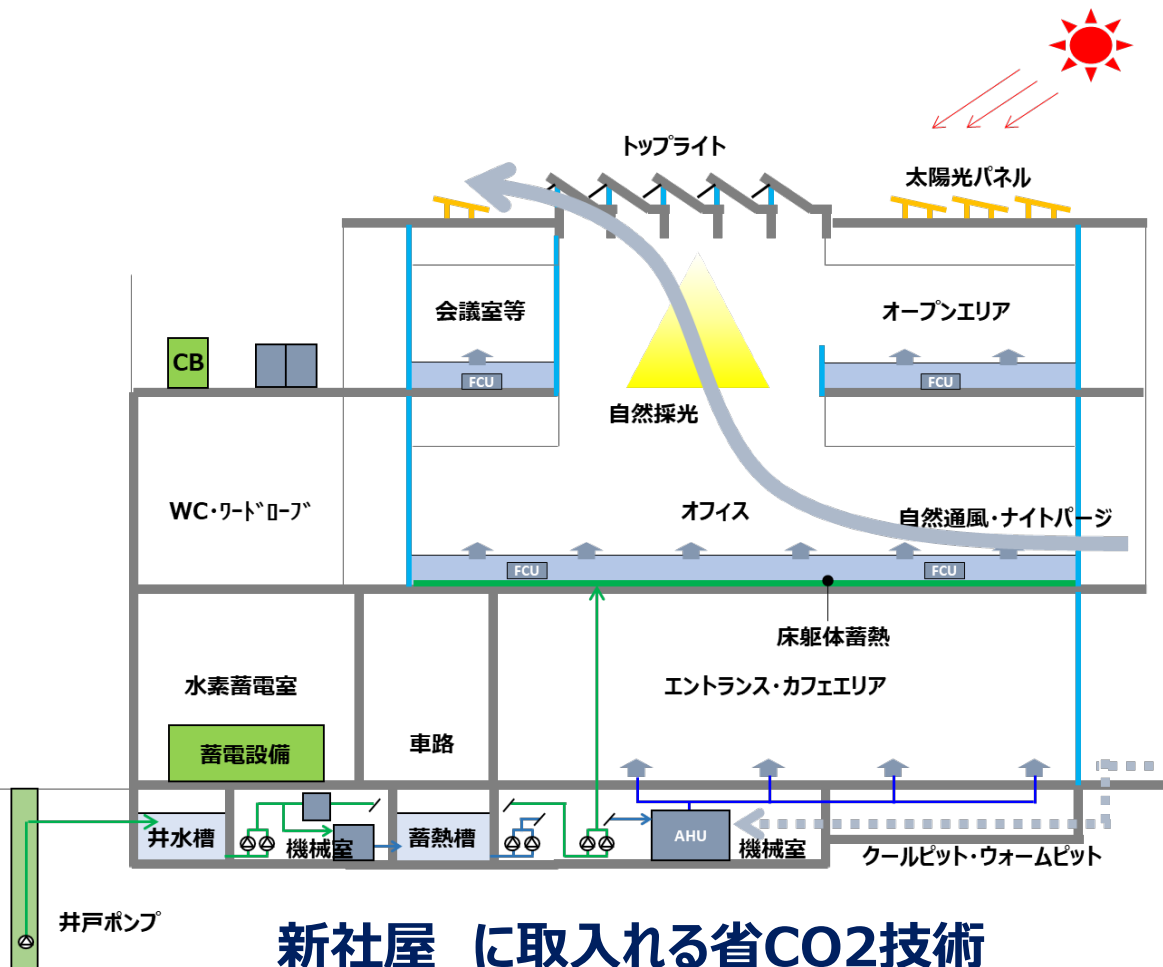 トップライト
太陽光パネル
会議室等
オープンエリア
CB
FCU
FCU
自然採光
WC・ﾜｰﾄﾞﾛｰﾌﾞ
オフィス
自然通風・ナイトパージ
FCU
FCU
床躯体蓄熱
水素蓄電室
エントランス・カフェエリア
車路
蓄電設備
井水槽
機械室
蓄熱槽
AHU
機械室
クールピット・ウォームピット
井戸ポンプ
新社屋 に取入れる省CO2技術